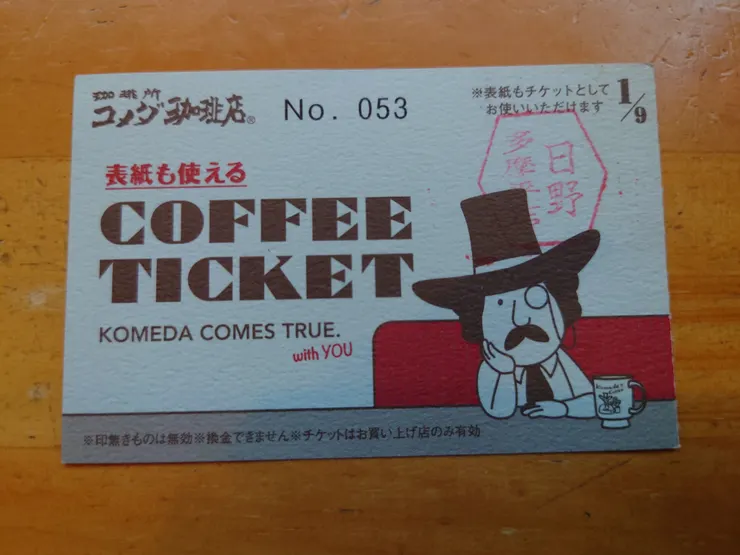 珈琲所
コメダ珈琲店®
No. 053
※表紙もチケットとして
お使いいただけます
1/9
日野
多摩平店
表紙も使える
COFFEE
TICKET
KOMEDA COMES TRUE.
with YOU
※印無きものは無効※換金できません※チケットはお買い上げ店のみ有効